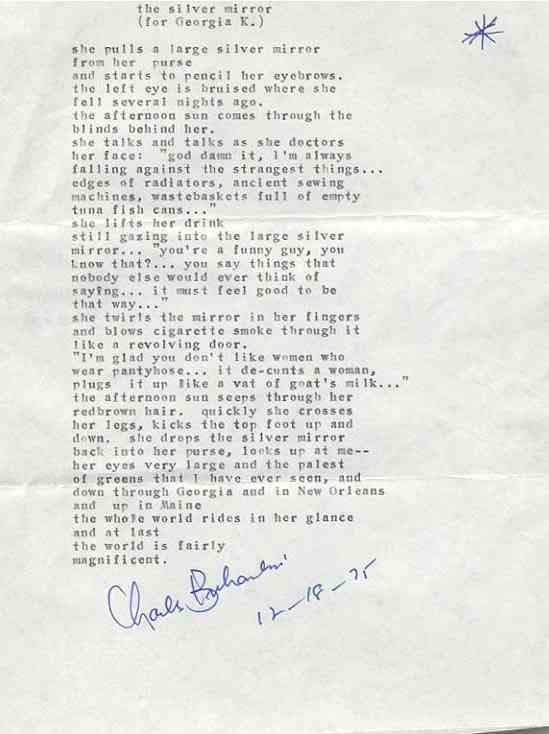 the silver mirror
(for Georgia K.)
she pulls a large silver mirror
from her purse
and starts to pencil her eyebrows.
the left eye is bruised where she
fell several nights ago.
the afternoon sun comes through the
blinds behind her.
she talks and talks as she doctors
her face: "god damn it, I'm always
falling against the strangest things...
edges of radiators, ancient sewing
machines, wastebaskets full of empty
tuna fish cans..."
she lifts her drink
still gazing into the large silver
mirror... "you're a funny guy, you
know that?... you say things that
nobody else would ever think of
saying... it must feel good to be
that way..."
she twirls the mirror in her fingers
and blows cigarette smoke through it
like a revolving door.
"I'm glad you don't like women who
wear pantyhose... it de-cunts a woman,
plugs it up like a vat of goat's milk..."
the afternoon sun seeps through her
redbrown hair. quickly she crosses
her legs, kicks the top foot up and
down. she drops the silver mirror
back into her purse, looks up at me--
her eyes very large and the palest
of greens that I have ever seen, and
down through Georgia and in New Orleans
and up in Maine
the whole world rides in her glance
and at last
the world is fairly
magnificent.
Charles Bukowski
12-18-75